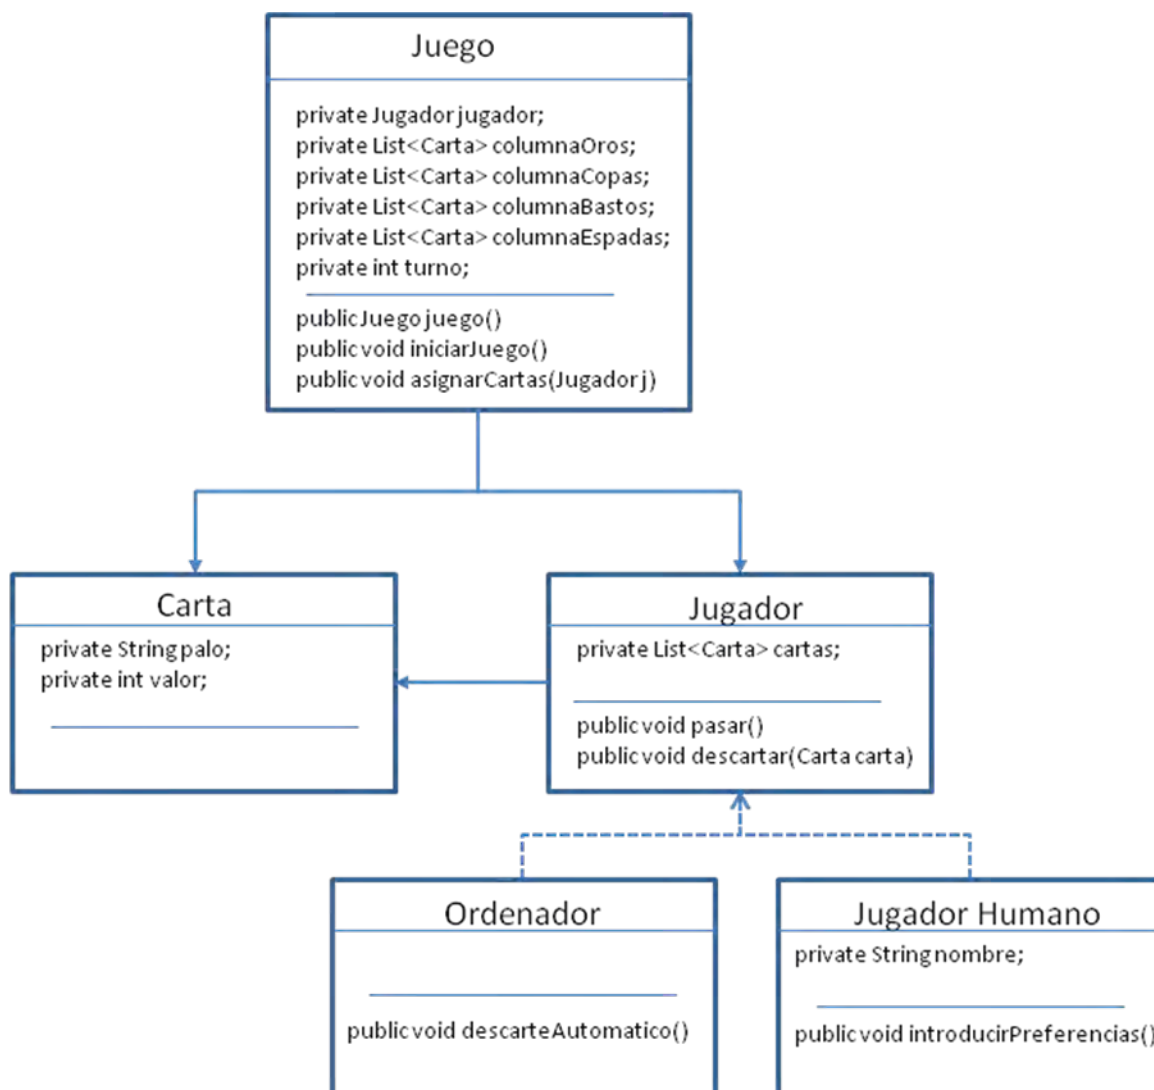 Juego
private Jugador jugador;
private List<Carta> columnaOros;
private List<Carta> columnaCopas;
private List<Carta> columnaBastos;
private List<Carta> columnaEspadas;
private int turno;
public Juego juego()
public void iniciarJuego()
public void asignarCartas(Jugador j)
Carta
private String palo;
private int valor;
Jugador
private List<Carta> cartas;
public void pasar()
public void descartar(Carta carta)
Ordenador
public void descarteAutomatico()
Jugador Humano
private String nombre;
public void introducirPreferencias()